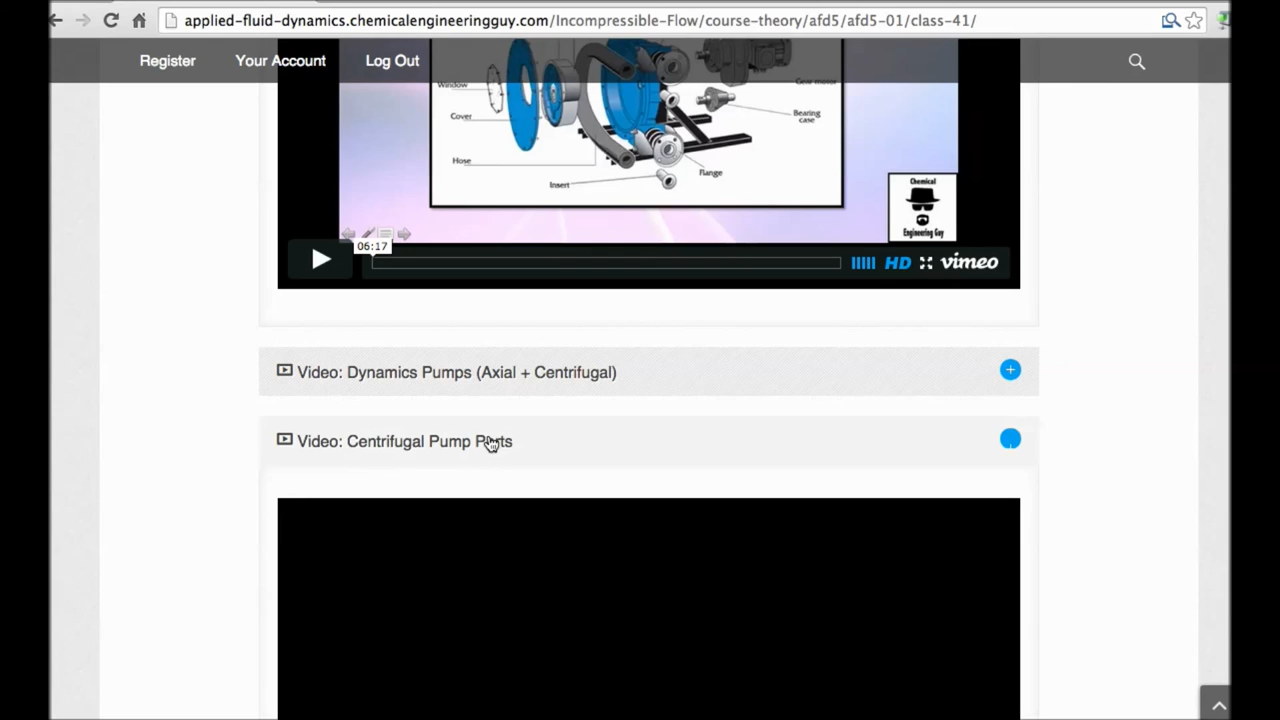 applied-fluid-dynamics.chemicalengineeringguy.com/Incompressible-Flow/course-theory/afd5/afd5-01/class-41/
Register Your Account Log Out
Window
Gear motor
Cover
Bearing case
Hose
Flange
Insert
Chemical
Engineering Guy
06:17
HD vimeo
Video: Dynamics Pumps (Axial + Centrifugal)
Video: Centrifugal Pump Parts